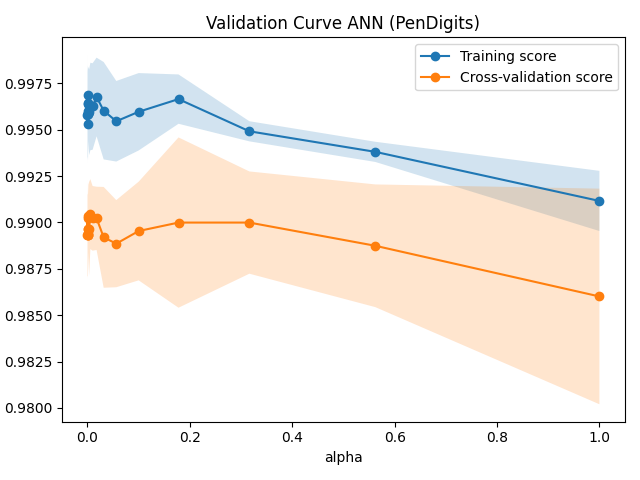 Validation Curve ANN (PenDigits)
Training score
Cross-validation score
0.9975
0.9950
0.9925
0.9900
0.9875
0.9850
0.9825
0.9800
0.0 0.2 0.4 0.6 0.8 1.0
alpha